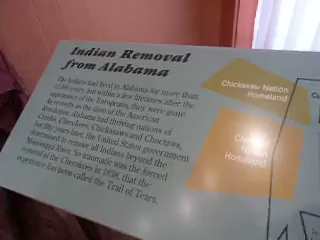 Indian Removal
from Alabama
The Indians had lived in Alabama for more than
12,000 years, but within a few lifetimes after the
appearance of the Europeans, they were gone.
As recently as the time of the American
Revolution, Alabama had thriving nations of
Creeks, Cherokees, Chickasaws and Choctaws,
but fifty years later, the United States government
determined to remove all Indians beyond the
Mississippi River. So traumatic was the forced
removal of the Cherokees in 1838, that the
experience has been called the Trail of Tears.
Chickasaw Nation
Homeland
Nation
Homeland